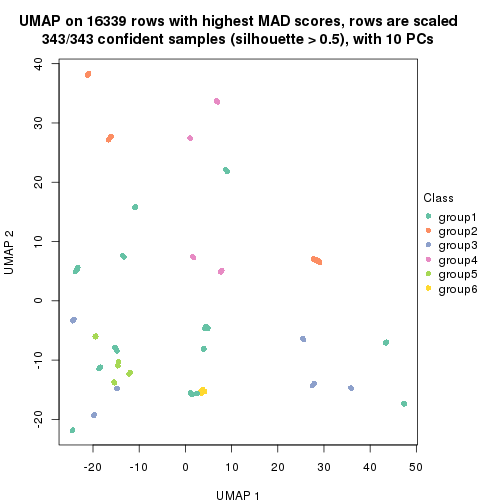 UMAP on 16339 rows with highest MAD scores, rows are scaled
343/343 confident samples (silhouette > 0.5), with 10 PCs
40
30
20
10
0
-10
-20
UMAP 2
-20 -10 0 10 20 30 40 50
UMAP 1
Class
group1
group2
group3
group4
group5
group6